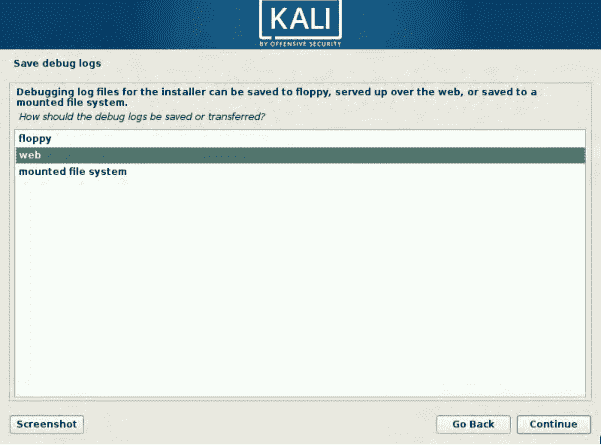 KALI
BY OFFENSIVE SECURITY
Save debug logs
Debugging log files for the installer can be saved to floppy, served up over the web, or saved to a
mounted file system.
How should the debug logs be saved or transferred?
floppy
web
mounted file system
Screenshot
Go Back
Continue